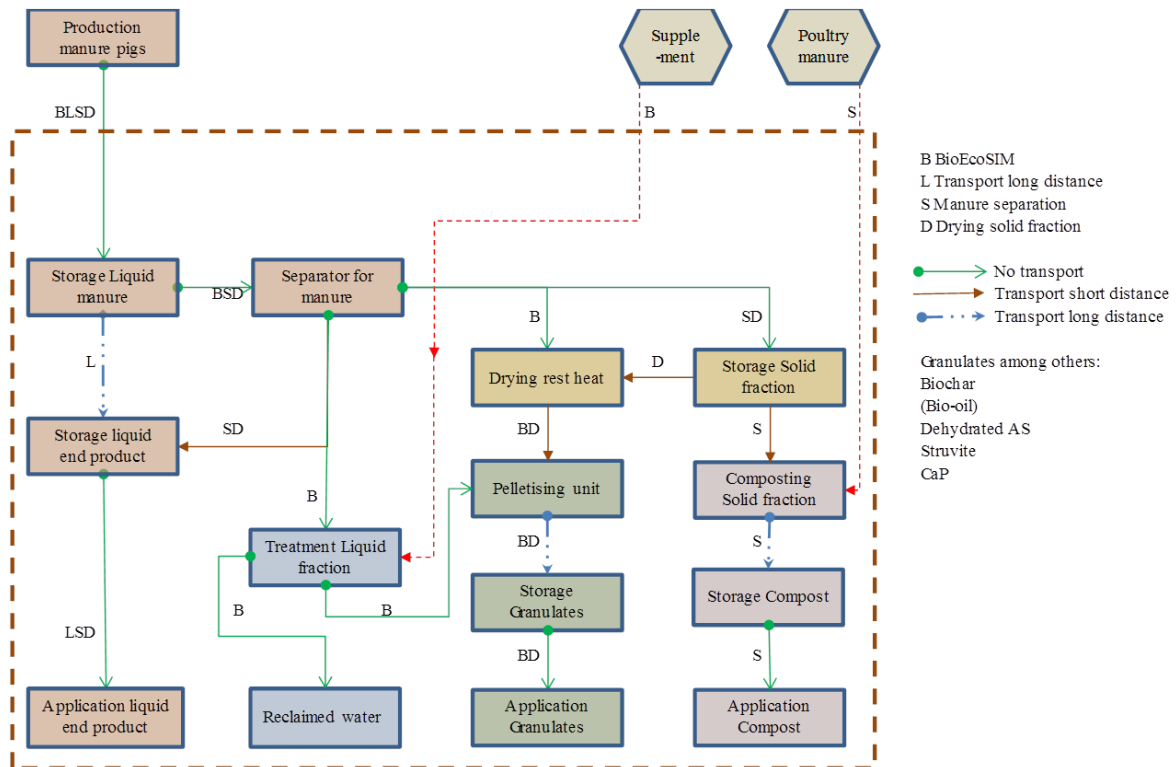 Production
manure pigs
Supple
-ment
Poultry
manure
BLSD
B
S
B BioEcoSIM
L Transport long distance
S Manure separation
D Drying solid fraction
Storage Liquid
manure
BSD
Separator for
manure
No transport
Transport short distance
Transport long distance
B
SD
L
Drying rest heat
D
Storage Solid
fraction
Granulates among others:
Biochar
(Bio-oil)
Dehydrated AS
Struvite
CaP
Storage liquid
end product
SD
BD
S
Pelletising unit
Composting
Solid fraction
B
Treatment Liquid
fraction
BD
S
Storage
Granulates
Storage Compost
B
B
LSD
BD
S
Application liquid
end product
Reclaimed water
Application
Granulates
Application
Compost